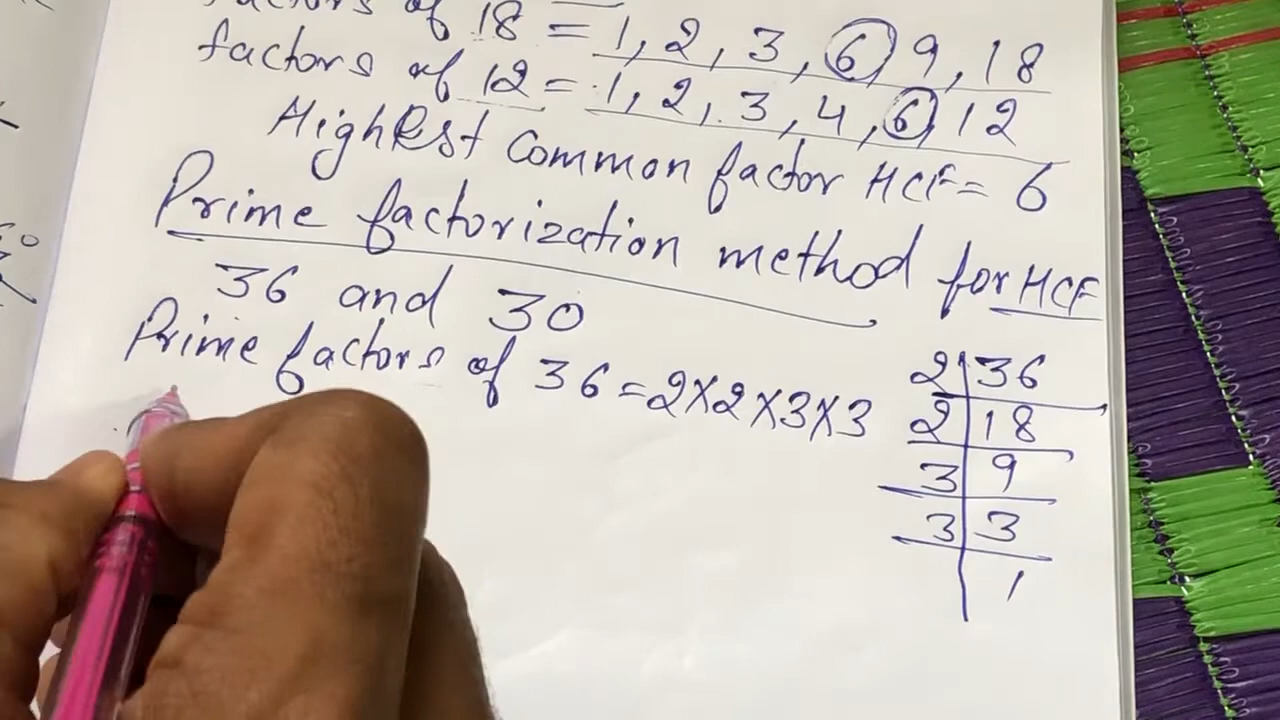 factors of 18 = 1, 2, 3, 6, 9, 18
factors of 12 = 1, 2, 3, 4, 6, 12
Highest Common factor HCF = 6
Prime factorization method for HCF
36 and 30
Prime factors of 36 = 2×2×3×3
2 36
2 18
3 9
3 3
1